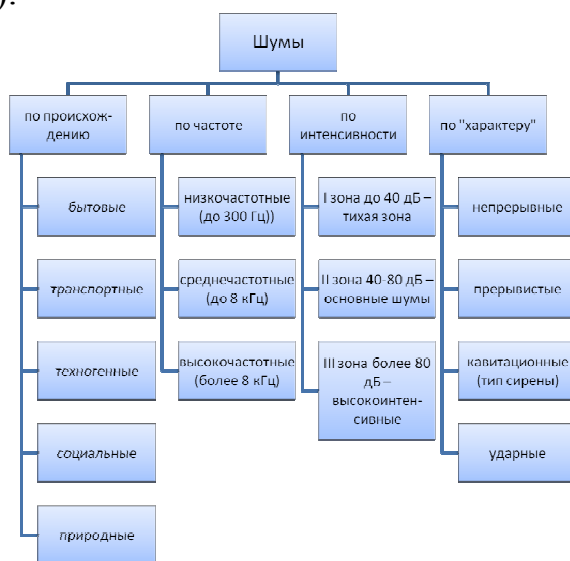 ).
Шумы
по происхож-
дению
бытовые
транспортные
техногенные
социальные
природные
по частоте
низкочастотные
(до 300 Гц))
среднечастотные
(до 8 кГц)
высокочастотные
(более 8 кГц)
по
интенсивности
I зона до 40 дБ –
тихая зона
II зона 40-80 дБ –
основные шумы
III зона более 80
дБ –
высокоинтен-
сивные
по "характеру"
непрерывные
прерывистые
кавитационные
(тип сирены)
ударные